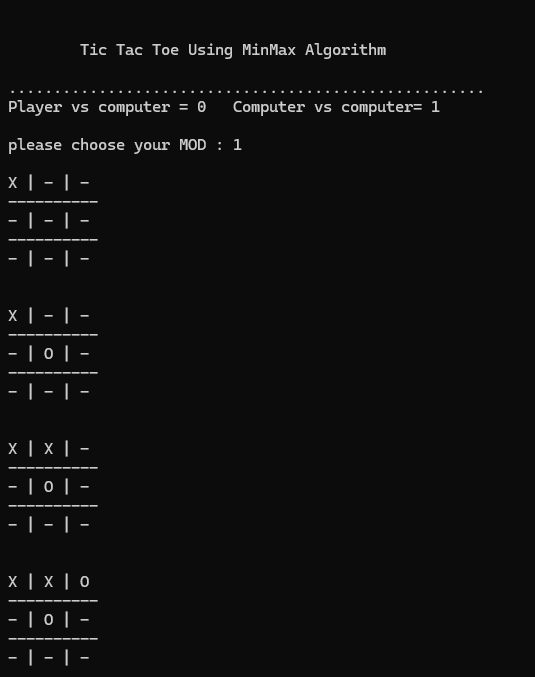 Tic Tac Toe Using MinMax Algorithm
.....................................................
Player vs computer = 0   Computer vs computer= 1
please choose your MOD : 1
X | - | -
----------
- | - | -
----------
- | - | -
X | - | -
----------
- | O | -
----------
- | - | -
X | X | -
----------
- | O | -
----------
- | - | -
X | X | O
----------
- | O | -
----------
- | - | -